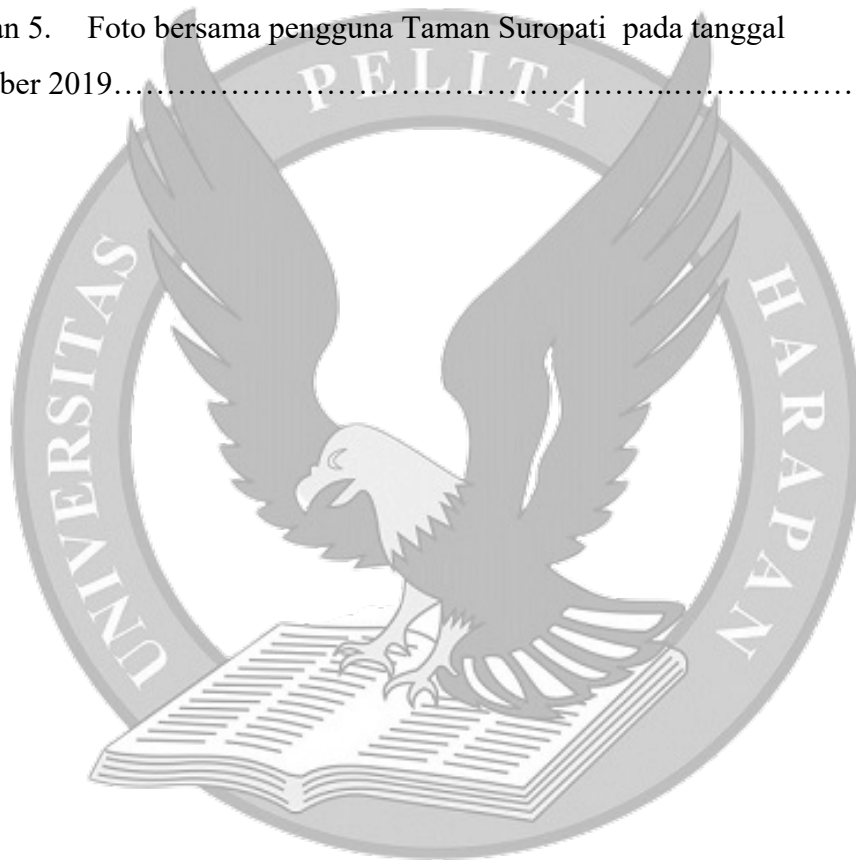 an 5. Foto bersama pengguna Taman Suropati pada tanggal
ber 2019……………………………………………………………………
UNIVERSITAS PELITA HARAPAN